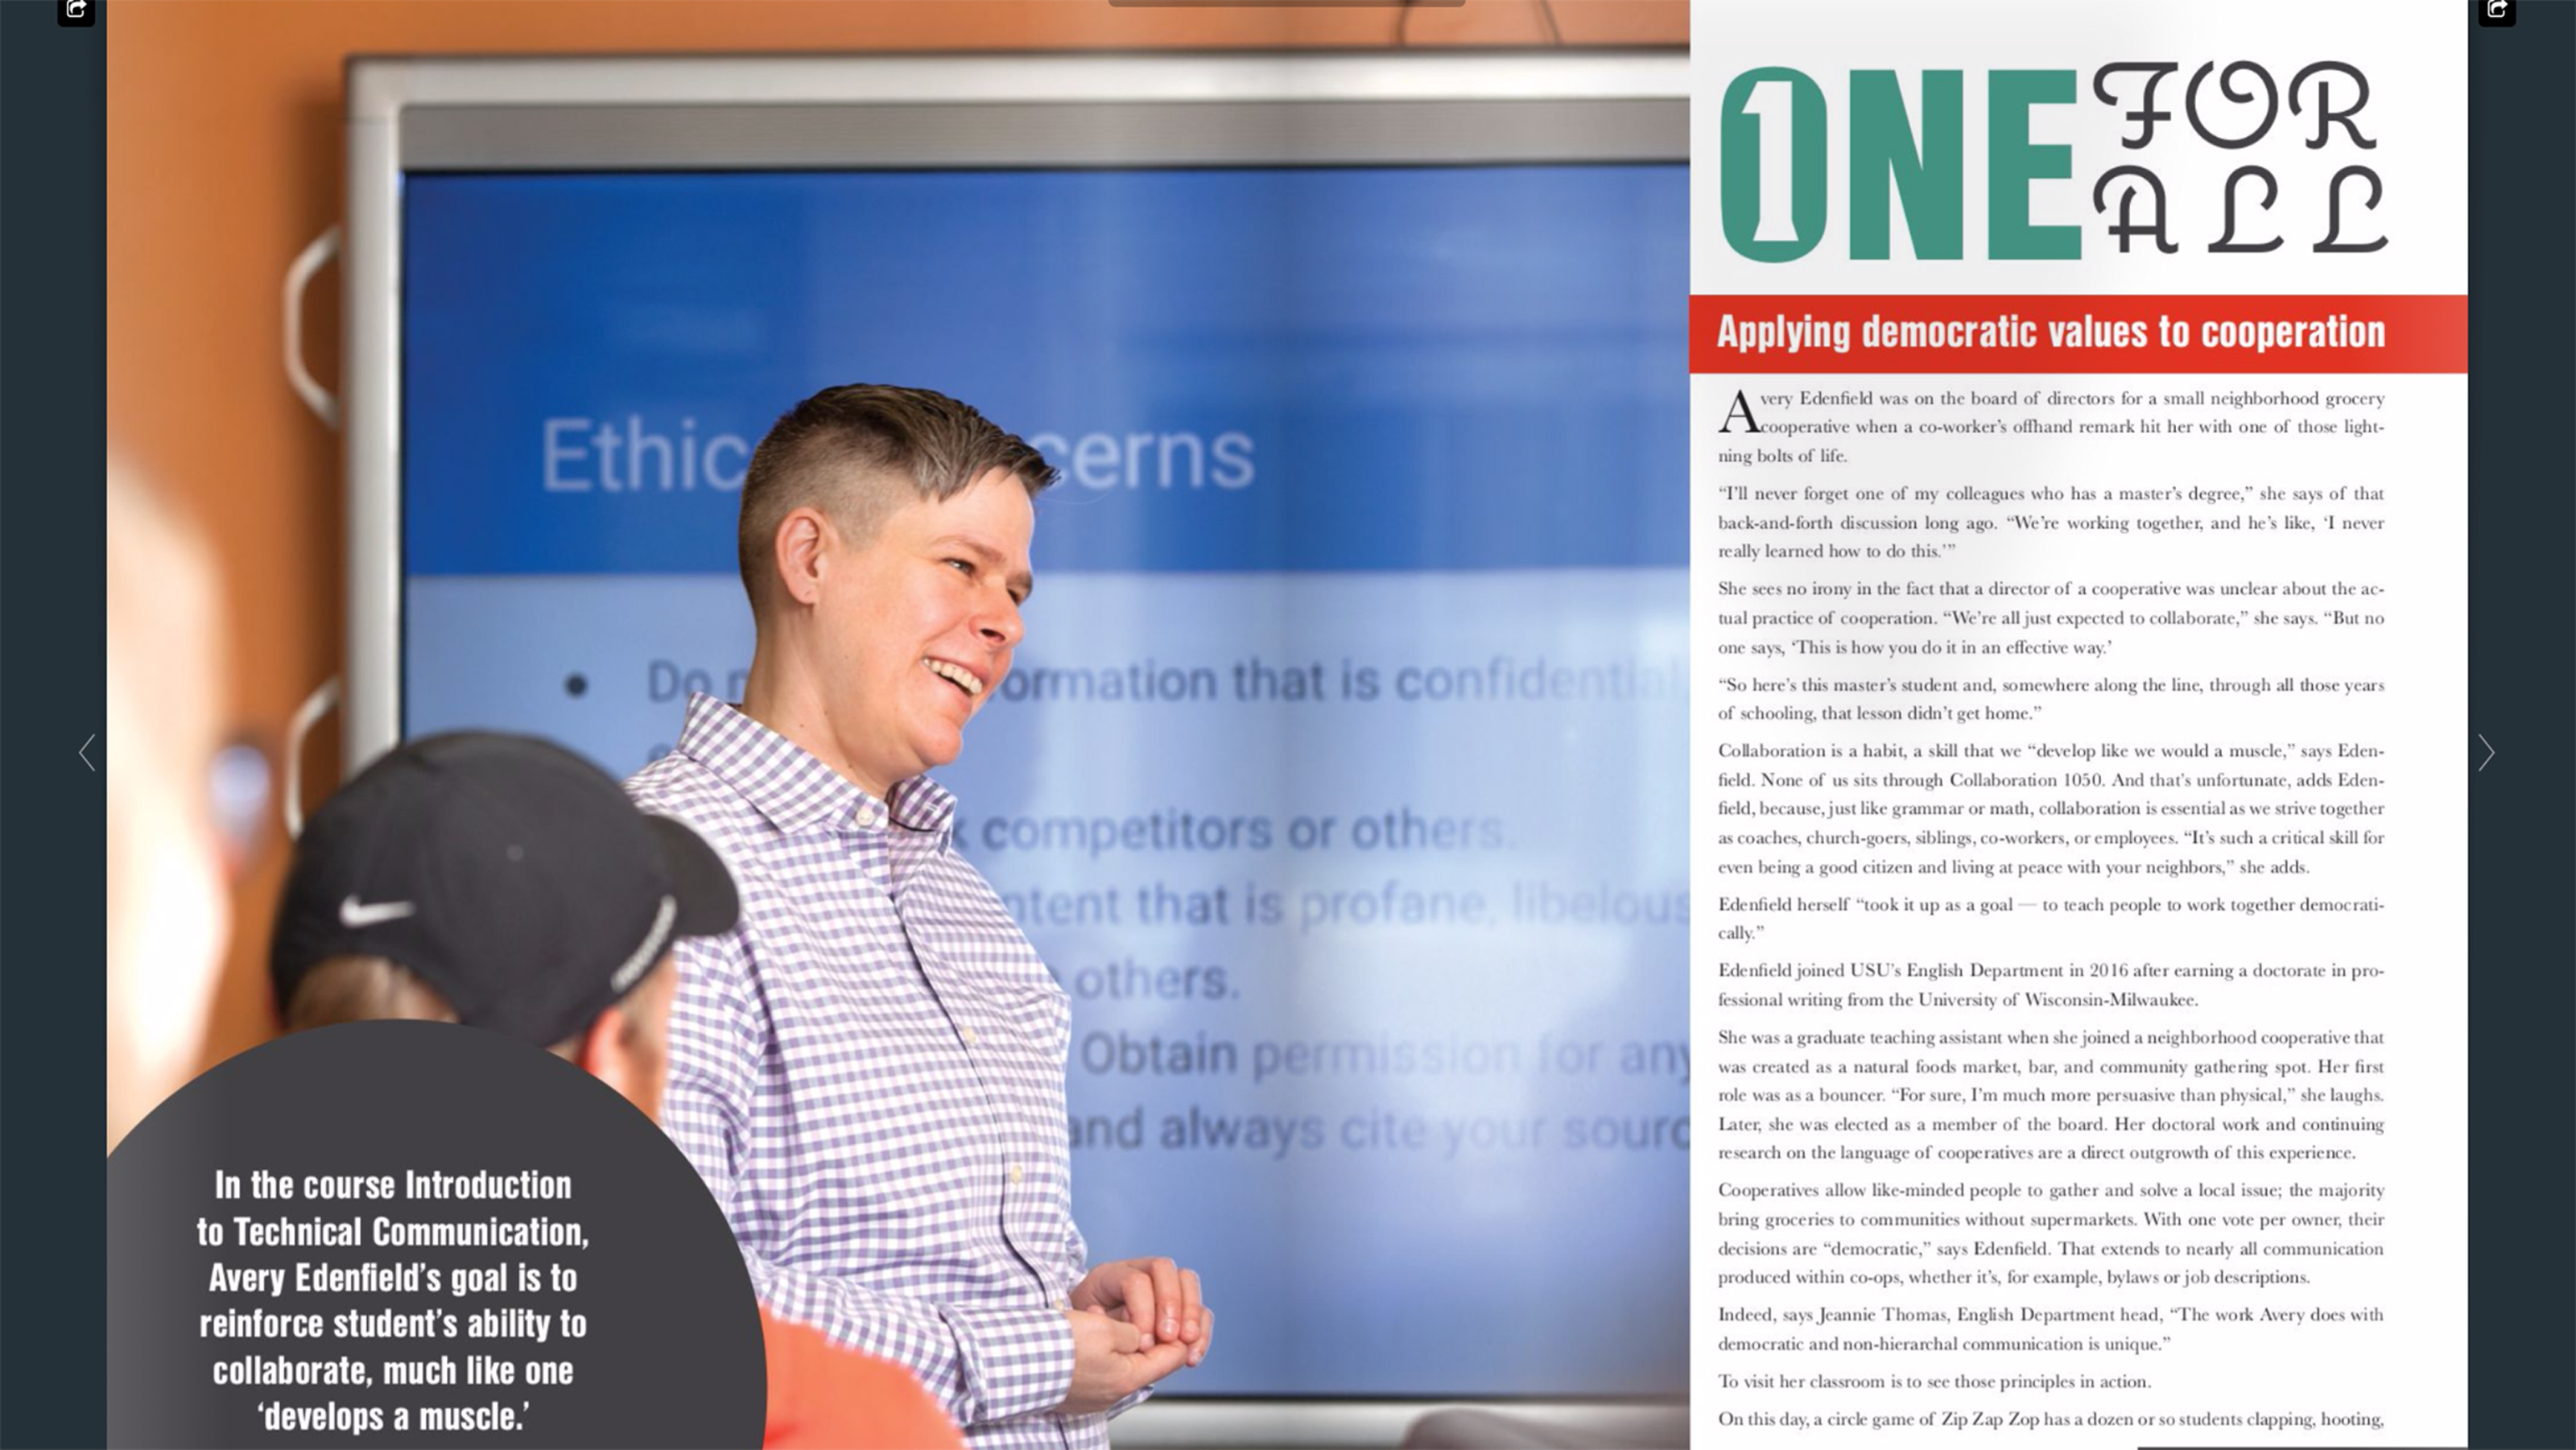 Ethic cerns
Do n ormation that is confidential
competitors or others.
ntent that is profane, libelous
others.
Obtain permission for any
and always cite your sourc
In the course Introduction
to Technical Communication,
Avery Edenfield’s goal is to
reinforce student’s ability to
collaborate, much like one
‘develops a muscle.’
ONE FOR
ALL
1
Applying democratic values to cooperation
Avery Edenfield was on the board of directors for a small neighborhood grocery
cooperative when a co-worker’s offhand remark hit her with one of those light-
ning bolts of life.
“I’ll never forget one of my colleagues who has a master’s degree,” she says of that
back-and-forth discussion long ago. “We’re working together, and he’s like, ‘I never
really learned how to do this.’”
She sees no irony in the fact that a director of a cooperative was unclear about the ac-
tual practice of cooperation. “We’re all just expected to collaborate,” she says. “But no
one says, ‘This is how you do it in an effective way.’
“So here’s this master’s student and, somewhere along the line, through all those years
of schooling, that lesson didn’t get home.”
Collaboration is a habit, a skill that we “develop like we would a muscle,” says Eden-
field. None of us sits through Collaboration 1050. And that’s unfortunate, adds Eden-
field, because, just like grammar or math, collaboration is essential as we strive together
as coaches, church-goers, siblings, co-workers, or employees. “It’s such a critical skill for
even being a good citizen and living at peace with your neighbors,” she adds.
Edenfield herself “took it up as a goal — to teach people to work together democrati-
cally.”
Edenfield joined USU’s English Department in 2016 after earning a doctorate in pro-
fessional writing from the University of Wisconsin-Milwaukee.
She was a graduate teaching assistant when she joined a neighborhood cooperative that
was created as a natural foods market, bar, and community gathering spot. Her first
role was as a bouncer. “For sure, I’m much more persuasive than physical,” she laughs.
Later, she was elected as a member of the board. Her doctoral work and continuing
research on the language of cooperatives are a direct outgrowth of this experience.
Cooperatives allow like-minded people to gather and solve a local issue; the majority
bring groceries to communities without supermarkets. With one vote per owner, their
decisions are “democratic,” says Edenfield. That extends to nearly all communication
produced within co-ops, whether it’s, for example, bylaws or job descriptions.
Indeed, says Jeannie Thomas, English Department head, “The work Avery does with
democratic and non-hierarchal communication is unique.”
To visit her classroom is to see those principles in action.
On this day, a circle game of Zip Zap Zop has a dozen or so students clapping, hooting,